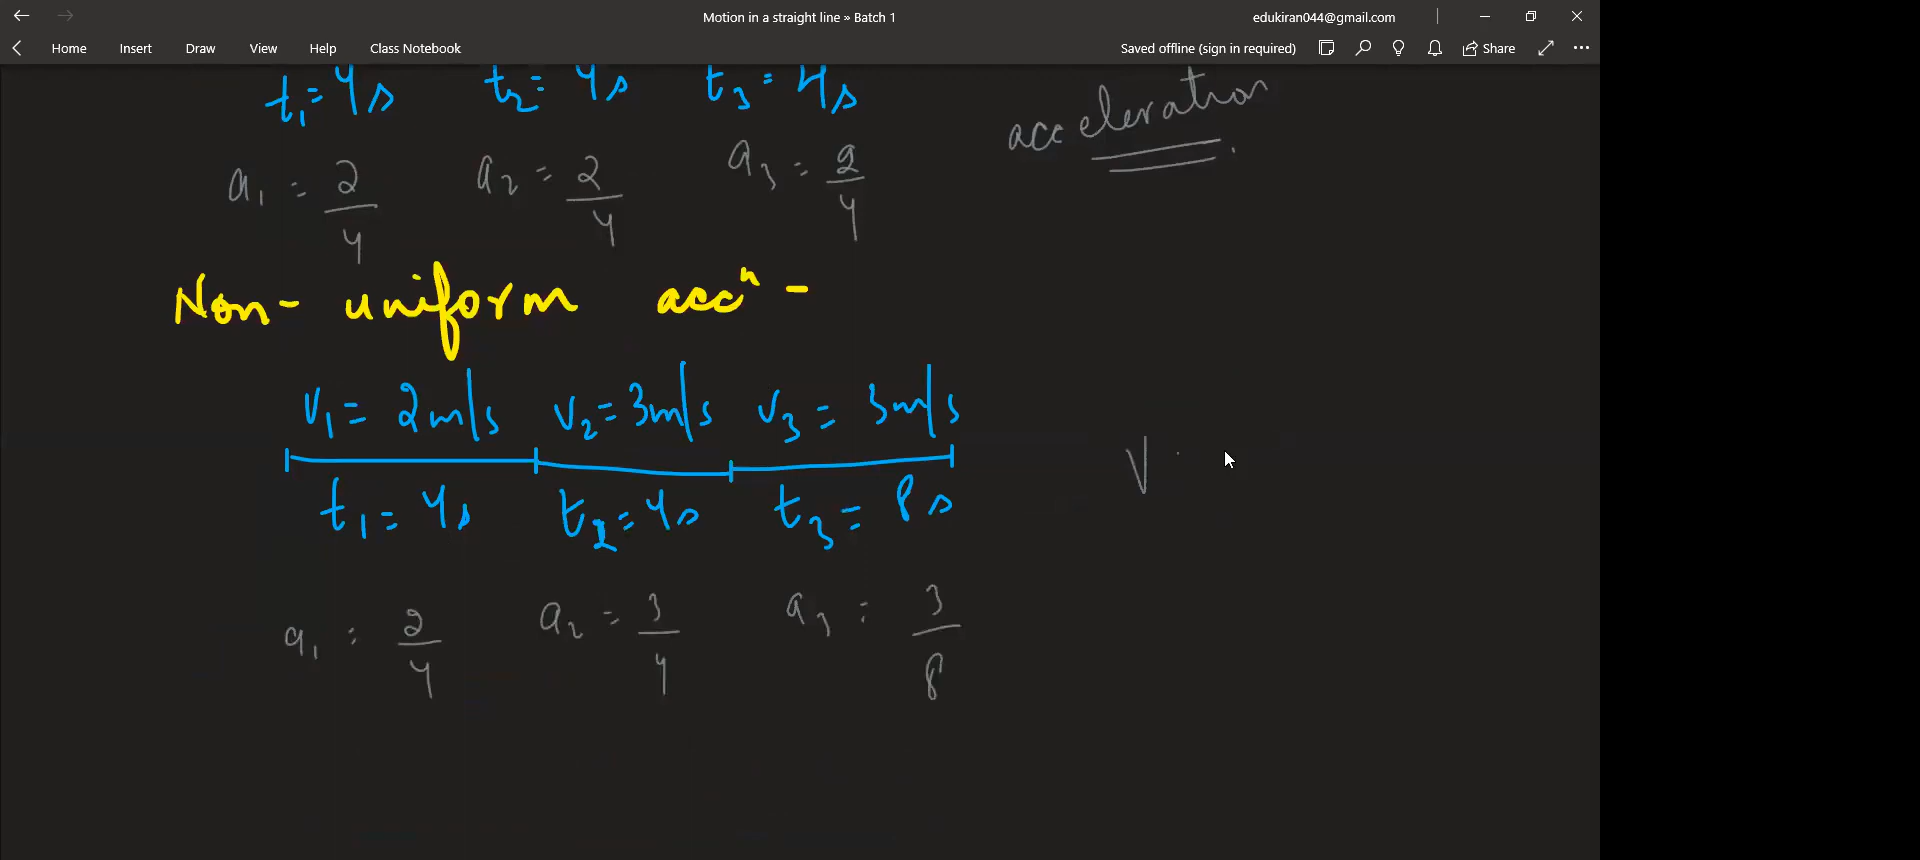 Motion in a straight line » Batch 1
edukiran044@gmail.com
Home Insert Draw View Help Class Notebook
Saved offline (sign in required) Share
t₁ = 4s t₂ = 4s t₃ = 4s
acceleration
a₁ = 2/4 a₂ = 2/4 a₃ = 2/4
Non-uniform accⁿ -
v₁ = 2m/s v₂ = 3m/s v₃ = 3m/s
t₁ = 4s t₂ = 4s t₃ = 8s
V
a₁ = 2/4 a₂ = 3/4 a₃ = 3/8